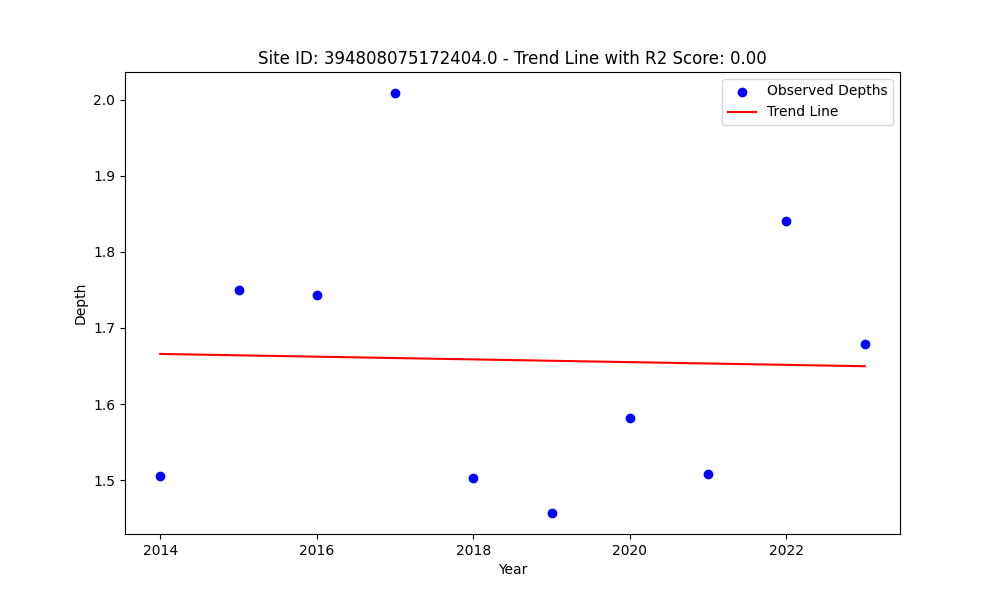 Site ID: 394808075172404.0 - Trend Line with R2 Score: 0.00
Observed Depths
Trend Line
2.0
1.9
1.8
1.7
1.6
1.5
Depth
2014 2016 2018 2020 2022
Year